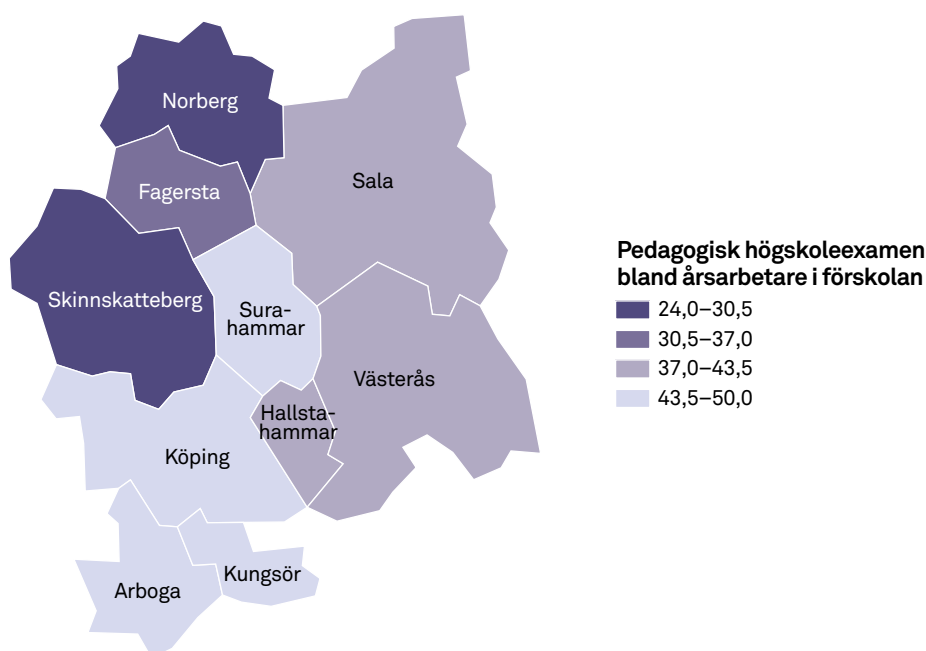 Norberg
Sala
Fagersta
Skinnskatteberg
Sura-
hammar
Västerås
Hallsta-
hammar
Köping
Kungsör
Arboga
Pedagogisk högskoleexamen
bland årsarbetare i förskolan
24,0–30,5
30,5–37,0
37,0–43,5
43,5–50,0